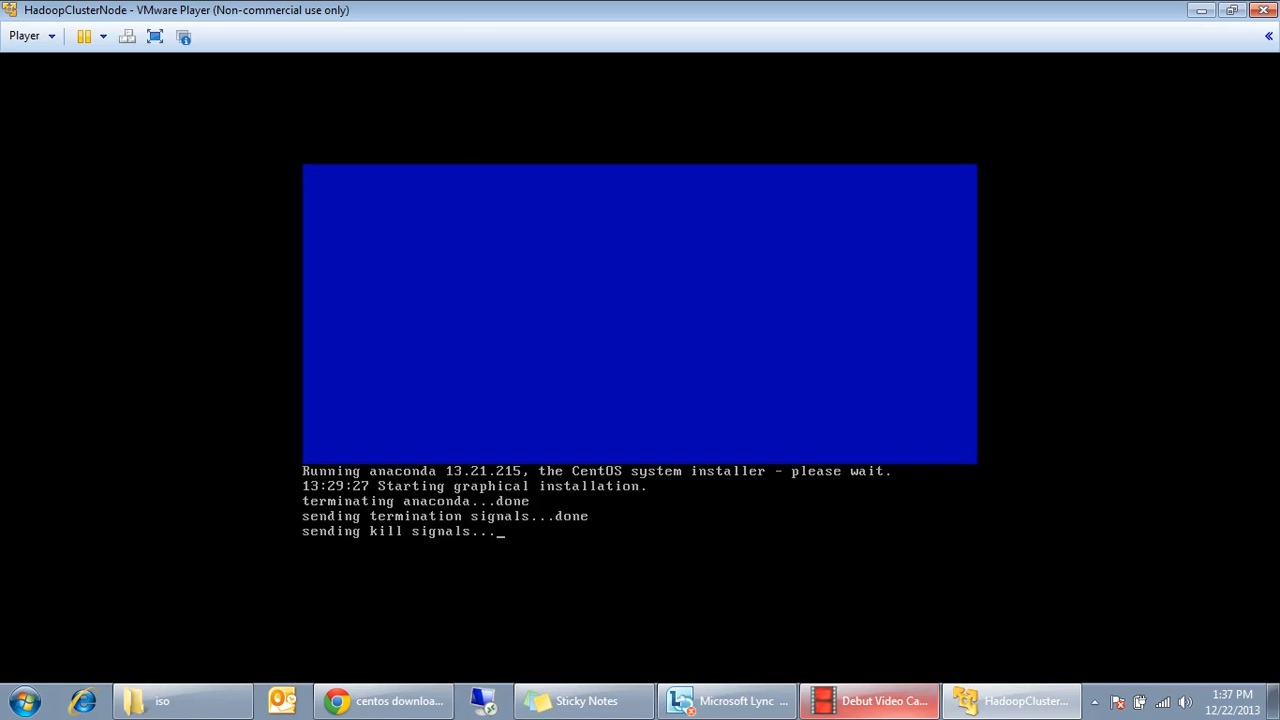 HadoopClusterNode - VMware Player (Non-commercial use only)
Player
«
Running anaconda 13.21.215, the CentOS system installer - please wait.
13:29:27 Starting graphical installation.
terminating anaconda...done
sending termination signals...done
sending kill signals..._
iso
centos downloa...
Sticky Notes
Microsoft Lync ...
Debut Video Ca...
HadoopCluster...
1:37 PM
12/22/2013